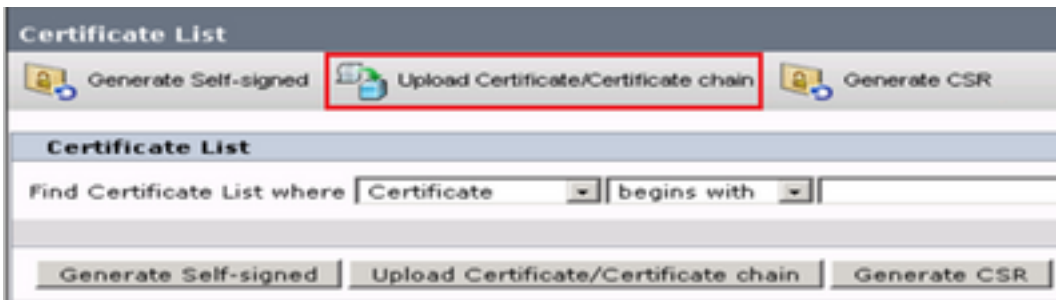 Certificate List
Generate Self-signed Upload Certificate/Certificate chain Generate CSR
Certificate List
Find Certificate List where Certificate begins with
Generate Self-signed Upload Certificate/Certificate chain Generate CSR